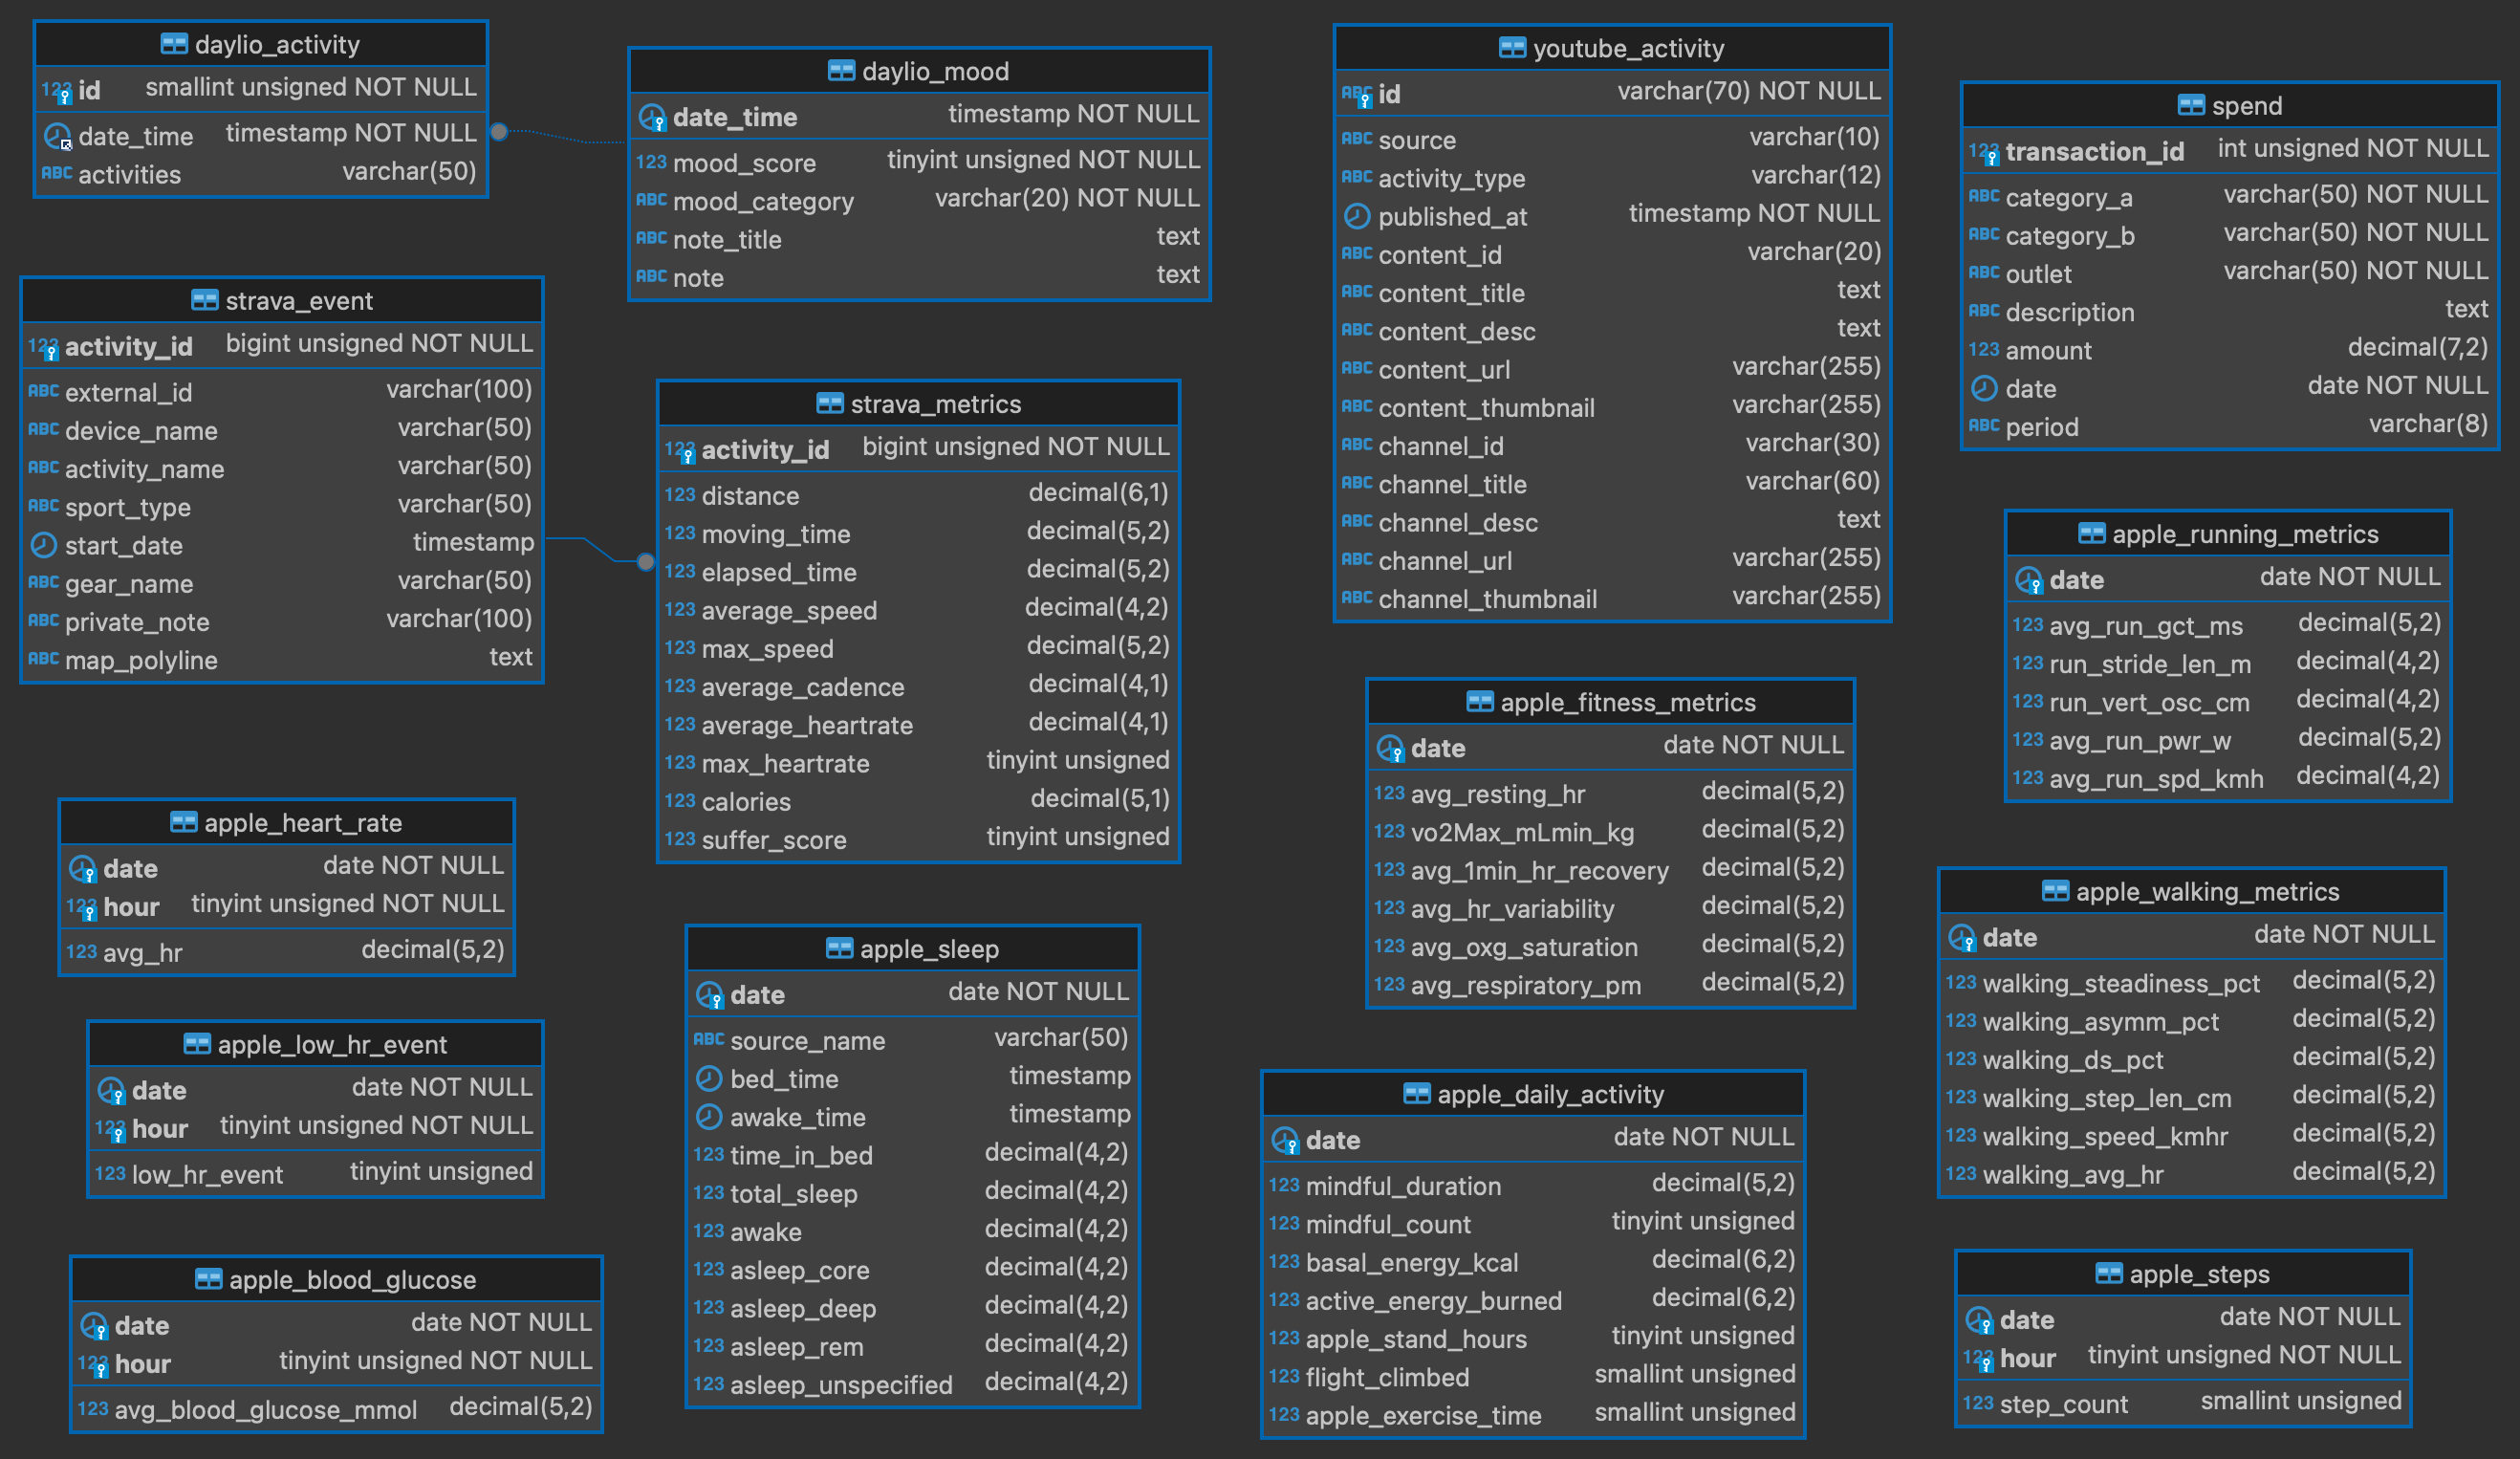 daylio_activity
123 id smallint unsigned NOT NULL
date_time timestamp NOT NULL
ABC activities varchar(50)
daylio_mood
date_time timestamp NOT NULL
123 mood_score tinyint unsigned NOT NULL
ABC mood_category varchar(20) NOT NULL
ABC note_title text
ABC note text
youtube_activity
ABC id varchar(70) NOT NULL
ABC source varchar(10)
ABC activity_type varchar(12)
published_at timestamp NOT NULL
ABC content_id varchar(20)
ABC content_title text
ABC content_desc text
ABC content_url varchar(255)
ABC content_thumbnail varchar(255)
ABC channel_id varchar(30)
ABC channel_title varchar(60)
ABC channel_desc text
ABC channel_url varchar(255)
ABC channel_thumbnail varchar(255)
spend
123 transaction_id int unsigned NOT NULL
ABC category_a varchar(50) NOT NULL
ABC category_b varchar(50) NOT NULL
ABC outlet varchar(50) NOT NULL
ABC description text
123 amount decimal(7,2)
date date NOT NULL
ABC period varchar(8)
strava_event
123 activity_id bigint unsigned NOT NULL
ABC external_id varchar(100)
ABC device_name varchar(50)
ABC activity_name varchar(50)
ABC sport_type varchar(50)
start_date timestamp
ABC gear_name varchar(50)
ABC private_note varchar(100)
ABC map_polyline text
strava_metrics
123 activity_id bigint unsigned NOT NULL
123 distance decimal(6,1)
123 moving_time decimal(5,2)
123 elapsed_time decimal(5,2)
123 average_speed decimal(4,2)
123 max_speed decimal(5,2)
123 average_cadence decimal(4,1)
123 average_heartrate decimal(4,1)
123 max_heartrate tinyint unsigned
123 calories decimal(5,1)
123 suffer_score tinyint unsigned
apple_running_metrics
date date NOT NULL
123 avg_run_gct_ms decimal(5,2)
123 run_stride_len_m decimal(4,2)
123 run_vert_osc_cm decimal(4,2)
123 avg_run_pwr_w decimal(5,2)
123 avg_run_spd_kmh decimal(4,2)
apple_fitness_metrics
date date NOT NULL
123 avg_resting_hr decimal(5,2)
123 vo2Max_mLmin_kg decimal(5,2)
123 avg_1min_hr_recovery decimal(5,2)
123 avg_hr_variability decimal(5,2)
123 avg_oxg_saturation decimal(5,2)
123 avg_respiratory_pm decimal(5,2)
apple_heart_rate
date date NOT NULL
123 hour tinyint unsigned NOT NULL
123 avg_hr decimal(5,2)
apple_sleep
date date NOT NULL
ABC source_name varchar(50)
bed_time timestamp
awake_time timestamp
123 time_in_bed decimal(4,2)
123 total_sleep decimal(4,2)
123 awake decimal(4,2)
123 asleep_core decimal(4,2)
123 asleep_deep decimal(4,2)
123 asleep_rem decimal(4,2)
123 asleep_unspecified decimal(4,2)
apple_walking_metrics
date date NOT NULL
123 walking_steadiness_pct decimal(5,2)
123 walking_asymm_pct decimal(5,2)
123 walking_ds_pct decimal(5,2)
123 walking_step_len_cm decimal(5,2)
123 walking_speed_kmhr decimal(5,2)
123 walking_avg_hr decimal(5,2)
apple_low_hr_event
date date NOT NULL
123 hour tinyint unsigned NOT NULL
123 low_hr_event tinyint unsigned
apple_daily_activity
date date NOT NULL
123 mindful_duration decimal(5,2)
123 mindful_count tinyint unsigned
123 basal_energy_kcal decimal(6,2)
123 active_energy_burned decimal(6,2)
123 apple_stand_hours tinyint unsigned
123 flight_climbed smallint unsigned
123 apple_exercise_time smallint unsigned
apple_blood_glucose
date date NOT NULL
123 hour tinyint unsigned NOT NULL
123 avg_blood_glucose_mmol decimal(5,2)
apple_steps
date date NOT NULL
123 hour tinyint unsigned NOT NULL
123 step_count smallint unsigned